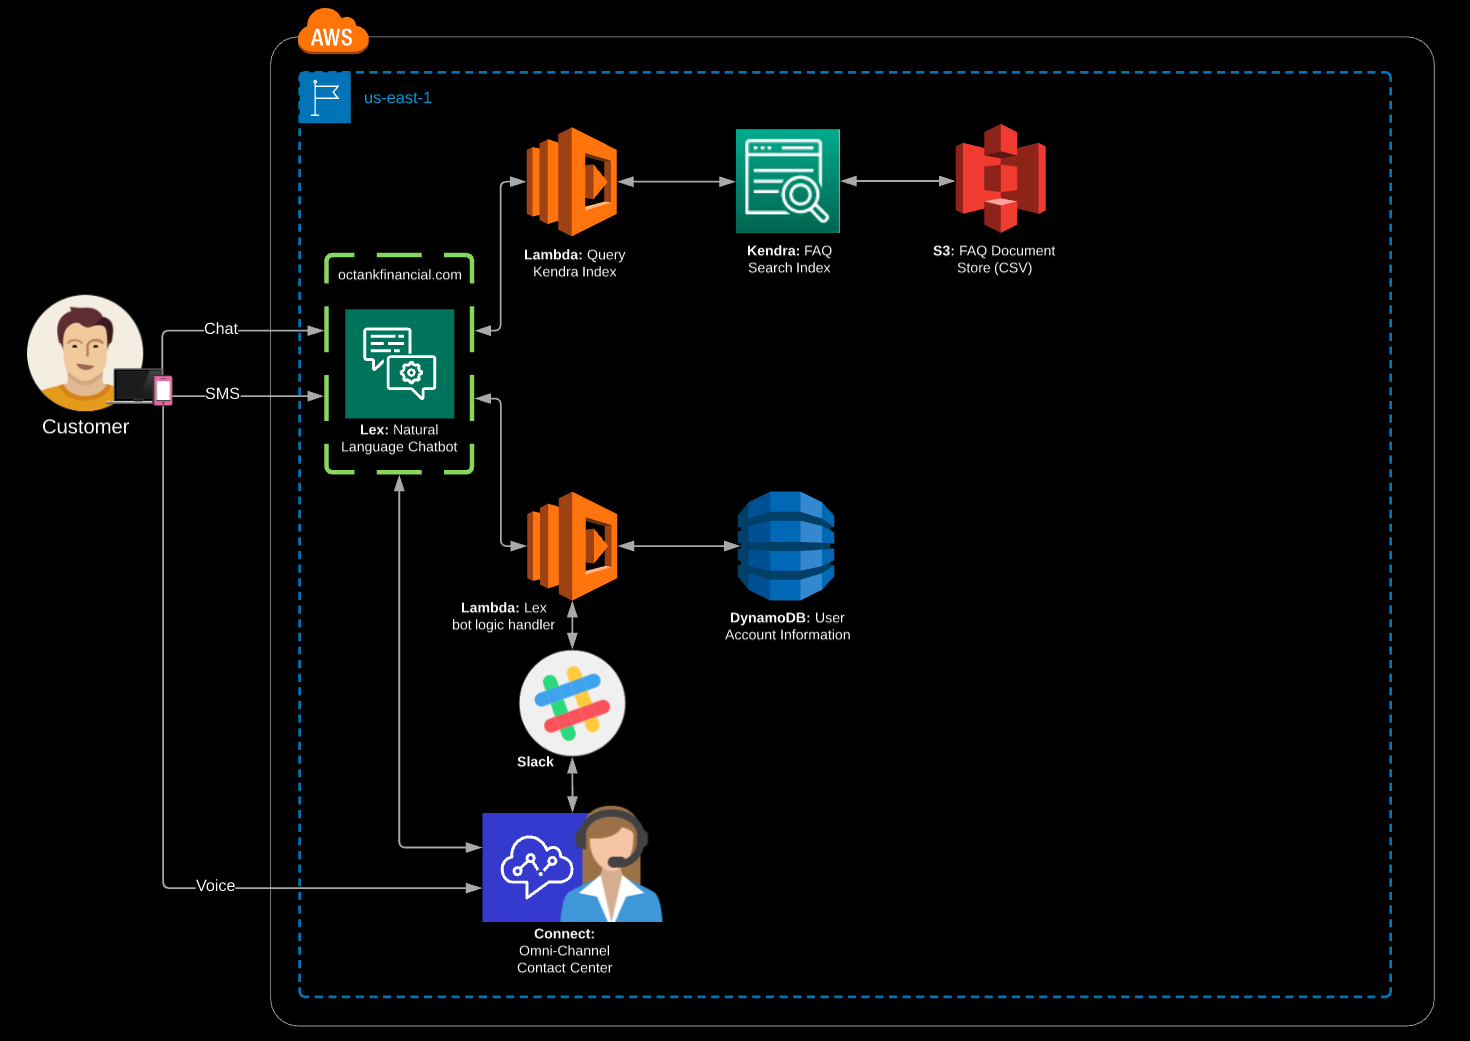 AWS
us-east-1
Lambda: Query
Kendra Index
Kendra: FAQ
Search Index
S3: FAQ Document
Store (CSV)
octankfinancial.com
Chat
SMS
Customer
Lex: Natural
Language Chatbot
Lambda: Lex
bot logic handler
DynamoDB: User
Account Information
Slack
Voice
Connect:
Omni-Channel
Contact Center